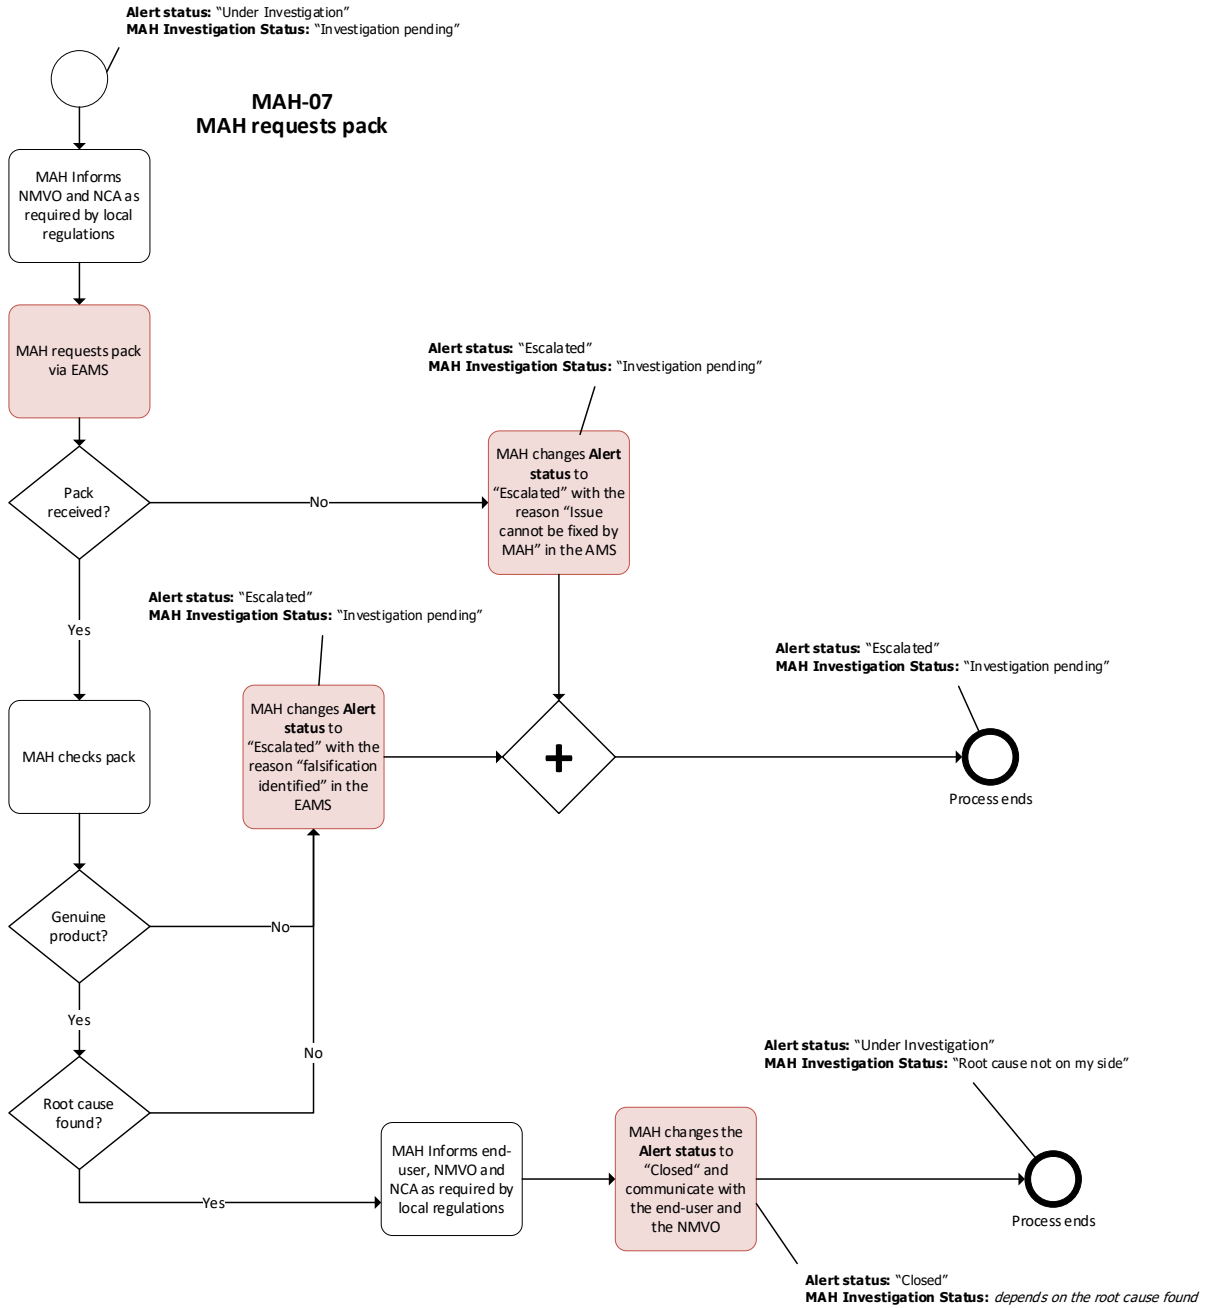 Alert status: “Under Investigation”
MAH Investigation Status: “Investigation pending”
MAH-07
MAH requests pack
MAH Informs
NMVO and NCA as
required by local
regulations
MAH requests pack
via EAMS
Pack
received?
No
Yes
Alert status: “Escalated”
MAH Investigation Status: “Investigation pending”
MAH changes Alert
status to
“Escalated” with the
reason “Issue
cannot be fixed by
MAH” in the AMS
Alert status: “Escalated”
MAH Investigation Status: “Investigation pending”
MAH changes Alert
status to
“Escalated” with the
reason “falsification
identified” in the
EAMS
Alert status: “Escalated”
MAH Investigation Status: “Investigation pending”
Process ends
MAH checks pack
Genuine
product?
No
Yes
No
Root cause
found?
Yes
MAH Informs end-
user, NMVO and
NCA as required by
local regulations
MAH changes the
Alert status to
“Closed“ and
communicate with
the end-user and
the NMVO
Alert status: “Under Investigation”
MAH Investigation Status: “Root cause not on my side”
Process ends
Alert status: “Closed”
MAH Investigation Status: depends on the root cause found